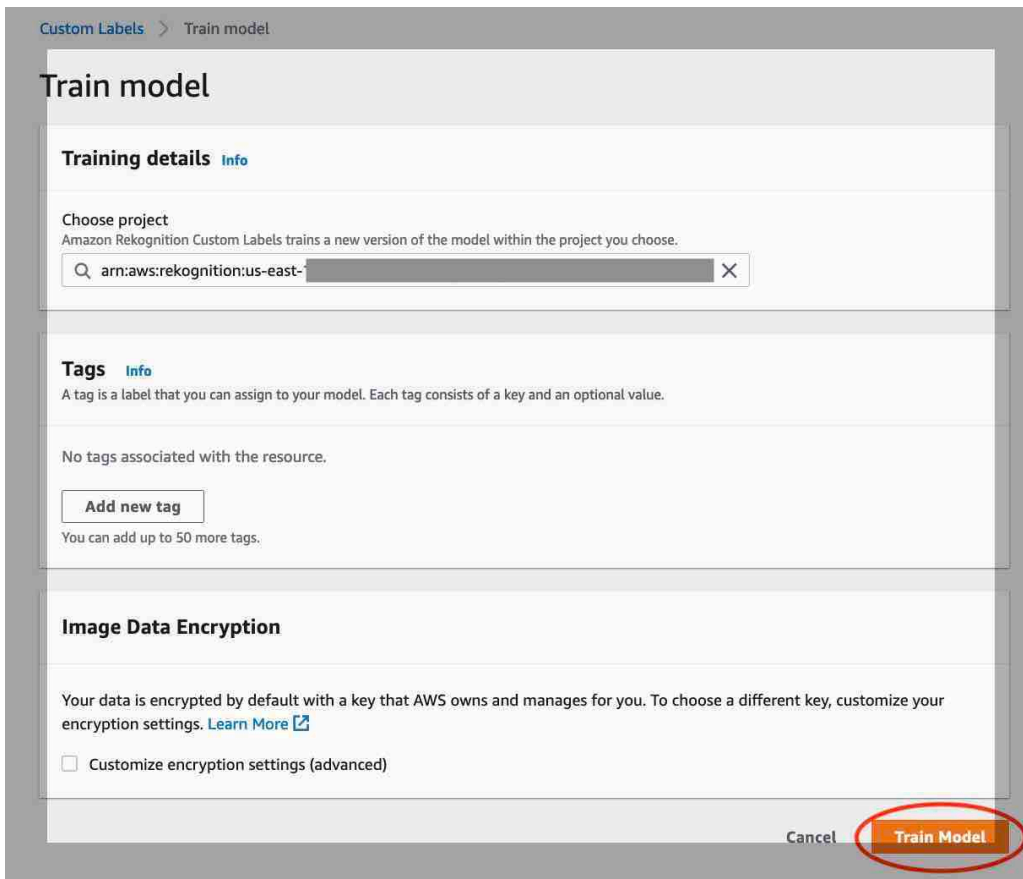 Custom Labels > Train model
Train model
Training details Info
Choose project
Amazon Rekognition Custom Labels trains a new version of the model within the project you choose.
arn:aws:rekognition:us-east-
Tags Info
A tag is a label that you can assign to your model. Each tag consists of a key and an optional value.
No tags associated with the resource.
Add new tag
You can add up to 50 more tags.
Image Data Encryption
Your data is encrypted by default with a key that AWS owns and manages for you. To choose a different key, customize your
encryption settings. Learn More
Customize encryption settings (advanced)
Cancel Train Model